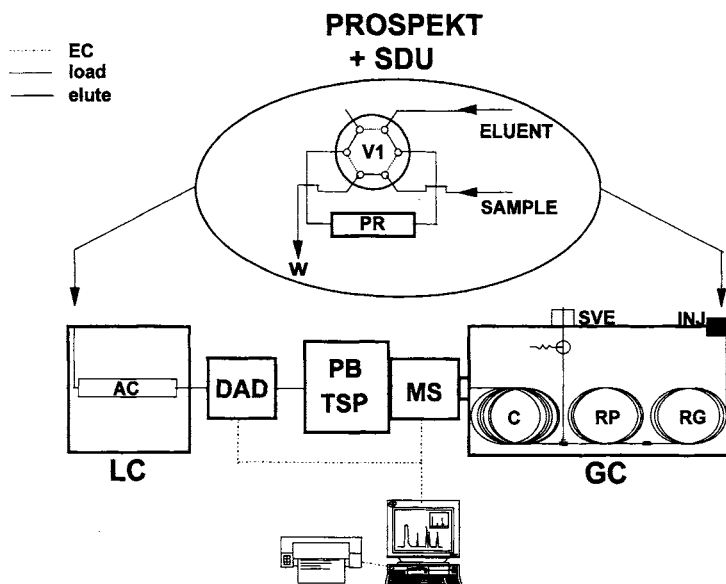 PROSPEKT
+ SDU
EC
load
elute
V1
ELUENT
SAMPLE
PR
W
SVE
INJ
AC
DAD
PB
TSP
MS
C
RP
RG
LC
GC